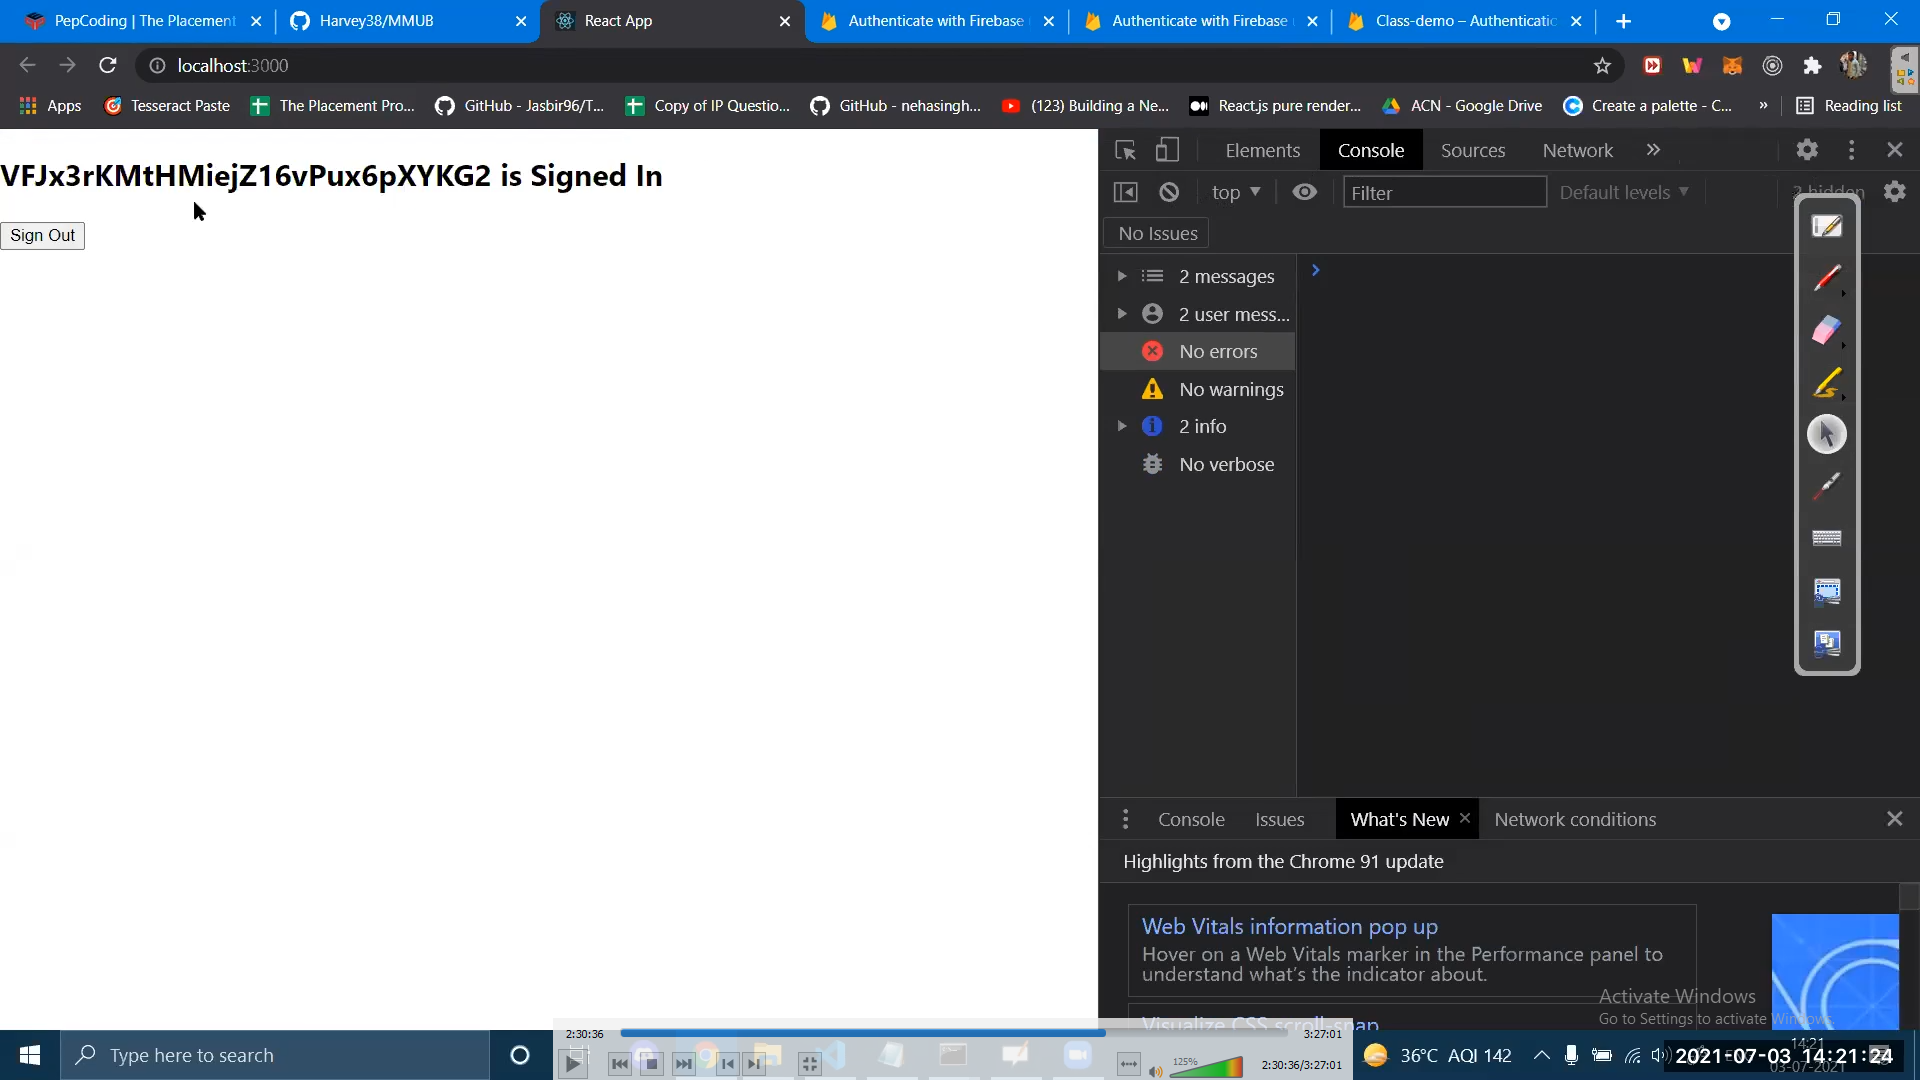 PepCoding | The Placement
Harvey38/MMUB
React App
Authenticate with Firebase
Authenticate with Firebase
Class-demo – Authenticatio
localhost:3000
Apps
Tesseract Paste
The Placement Pro...
GitHub - Jasbir96/T...
Copy of IP Questio...
GitHub - nehasingh...
(123) Building a Ne...
React.js pure render...
ACN - Google Drive
Create a palette - C...
»
Reading list
VFJx3rKMtHMiejZ16vPux6pXYKG2 is Signed In
Sign Out
Elements
Console
Sources
Network
»
top
Filter
Default levels
2 hidden
No Issues
2 messages
2 user mess...
No errors
No warnings
2 info
No verbose
Console
Issues
What's New
Network conditions
Highlights from the Chrome 91 update
Web Vitals information pop up
Hover on a Web Vitals marker in the Performance panel to
understand what's the indicator about.
Visualize CSS scroll-snap
Activate Windows
Go to Settings to activate Windows.
Type here to search
2:30:36
3:27:01
125%
2:30:36/3:27:01
36°C AQI 142
14:21
03-07-2021
2021-07-03 14:21:24